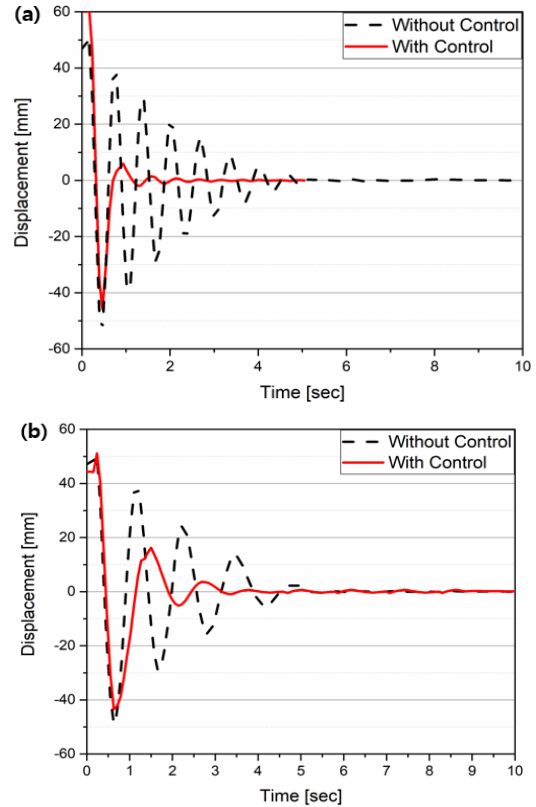 (a)
60
Without Control
With Control
40
20
0
-20
-40
-60
Displacement [mm]
0 2 4 6 8 10
Time [sec]
(b)
60
Without Control
With Control
40
20
0
-20
-40
-60
Displacement [mm]
0 1 2 3 4 5 6 7 8 9 10
Time [sec]